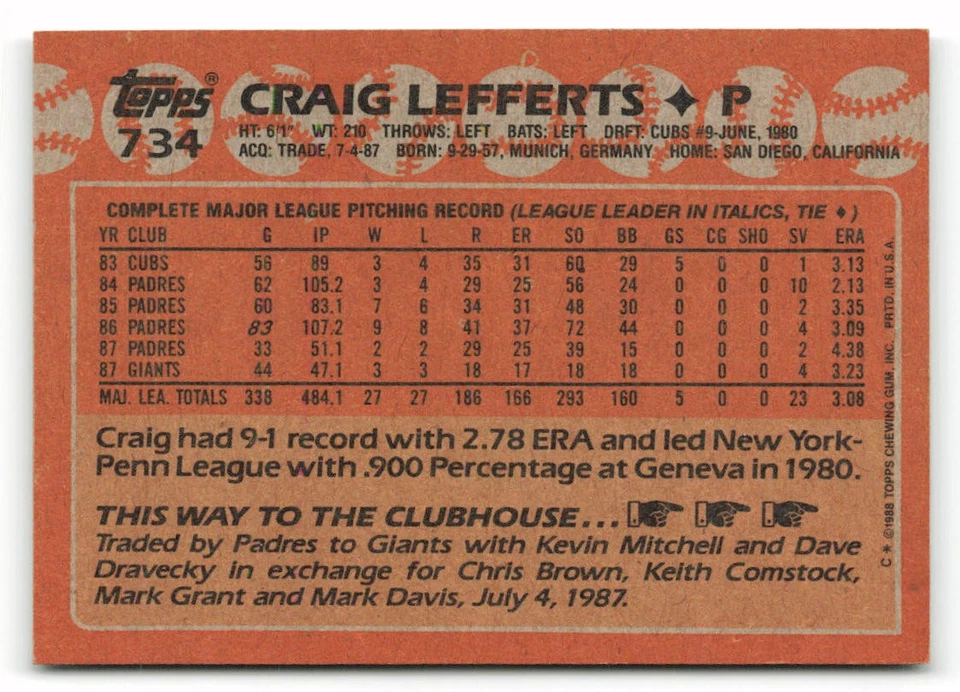 Topps® CRAIG LEFFERTS ♦ P
734 HT: 6'1" WT: 210 THROWS: LEFT BATS: LEFT DRFT: CUBS #9-JUNE, 1980
ACQ: TRADE, 7-4-87 BORN: 9-29-57, MUNICH, GERMANY HOME: SAN DIEGO, CALIFORNIA
COMPLETE MAJOR LEAGUE PITCHING RECORD (LEAGUE LEADER IN ITALICS, TIE ♦)
YR CLUB G IP W L R ER SO BB GS CG SHO SV ERA
83 CUBS 56 89 3 4 35 31 60 29 5 0 0 1 3.13
84 PADRES 62 105.2 3 4 29 25 56 24 0 0 0 10 2.13
85 PADRES 60 83.1 7 6 34 31 48 30 0 0 0 2 3.35
86 PADRES 83 107.2 9 8 41 37 72 44 0 0 0 4 3.09
87 PADRES 33 51.1 2 2 29 25 39 15 0 0 0 2 4.38
87 GIANTS 44 47.1 3 3 18 17 18 18 0 0 0 4 3.23
MAJ. LEA. TOTALS 338 484.1 27 27 186 166 293 160 5 0 0 23 3.08
Craig had 9-1 record with 2.78 ERA and led New York-
Penn League with .900 Percentage at Geneva in 1980.
THIS WAY TO THE CLUBHOUSE...
Traded by Padres to Giants with Kevin Mitchell and Dave
Dravecky in exchange for Chris Brown, Keith Comstock,
Mark Grant and Mark Davis, July 4, 1987.
C * ©1988 TOPPS CHEWING GUM, INC. PRTD. IN U.S.A.